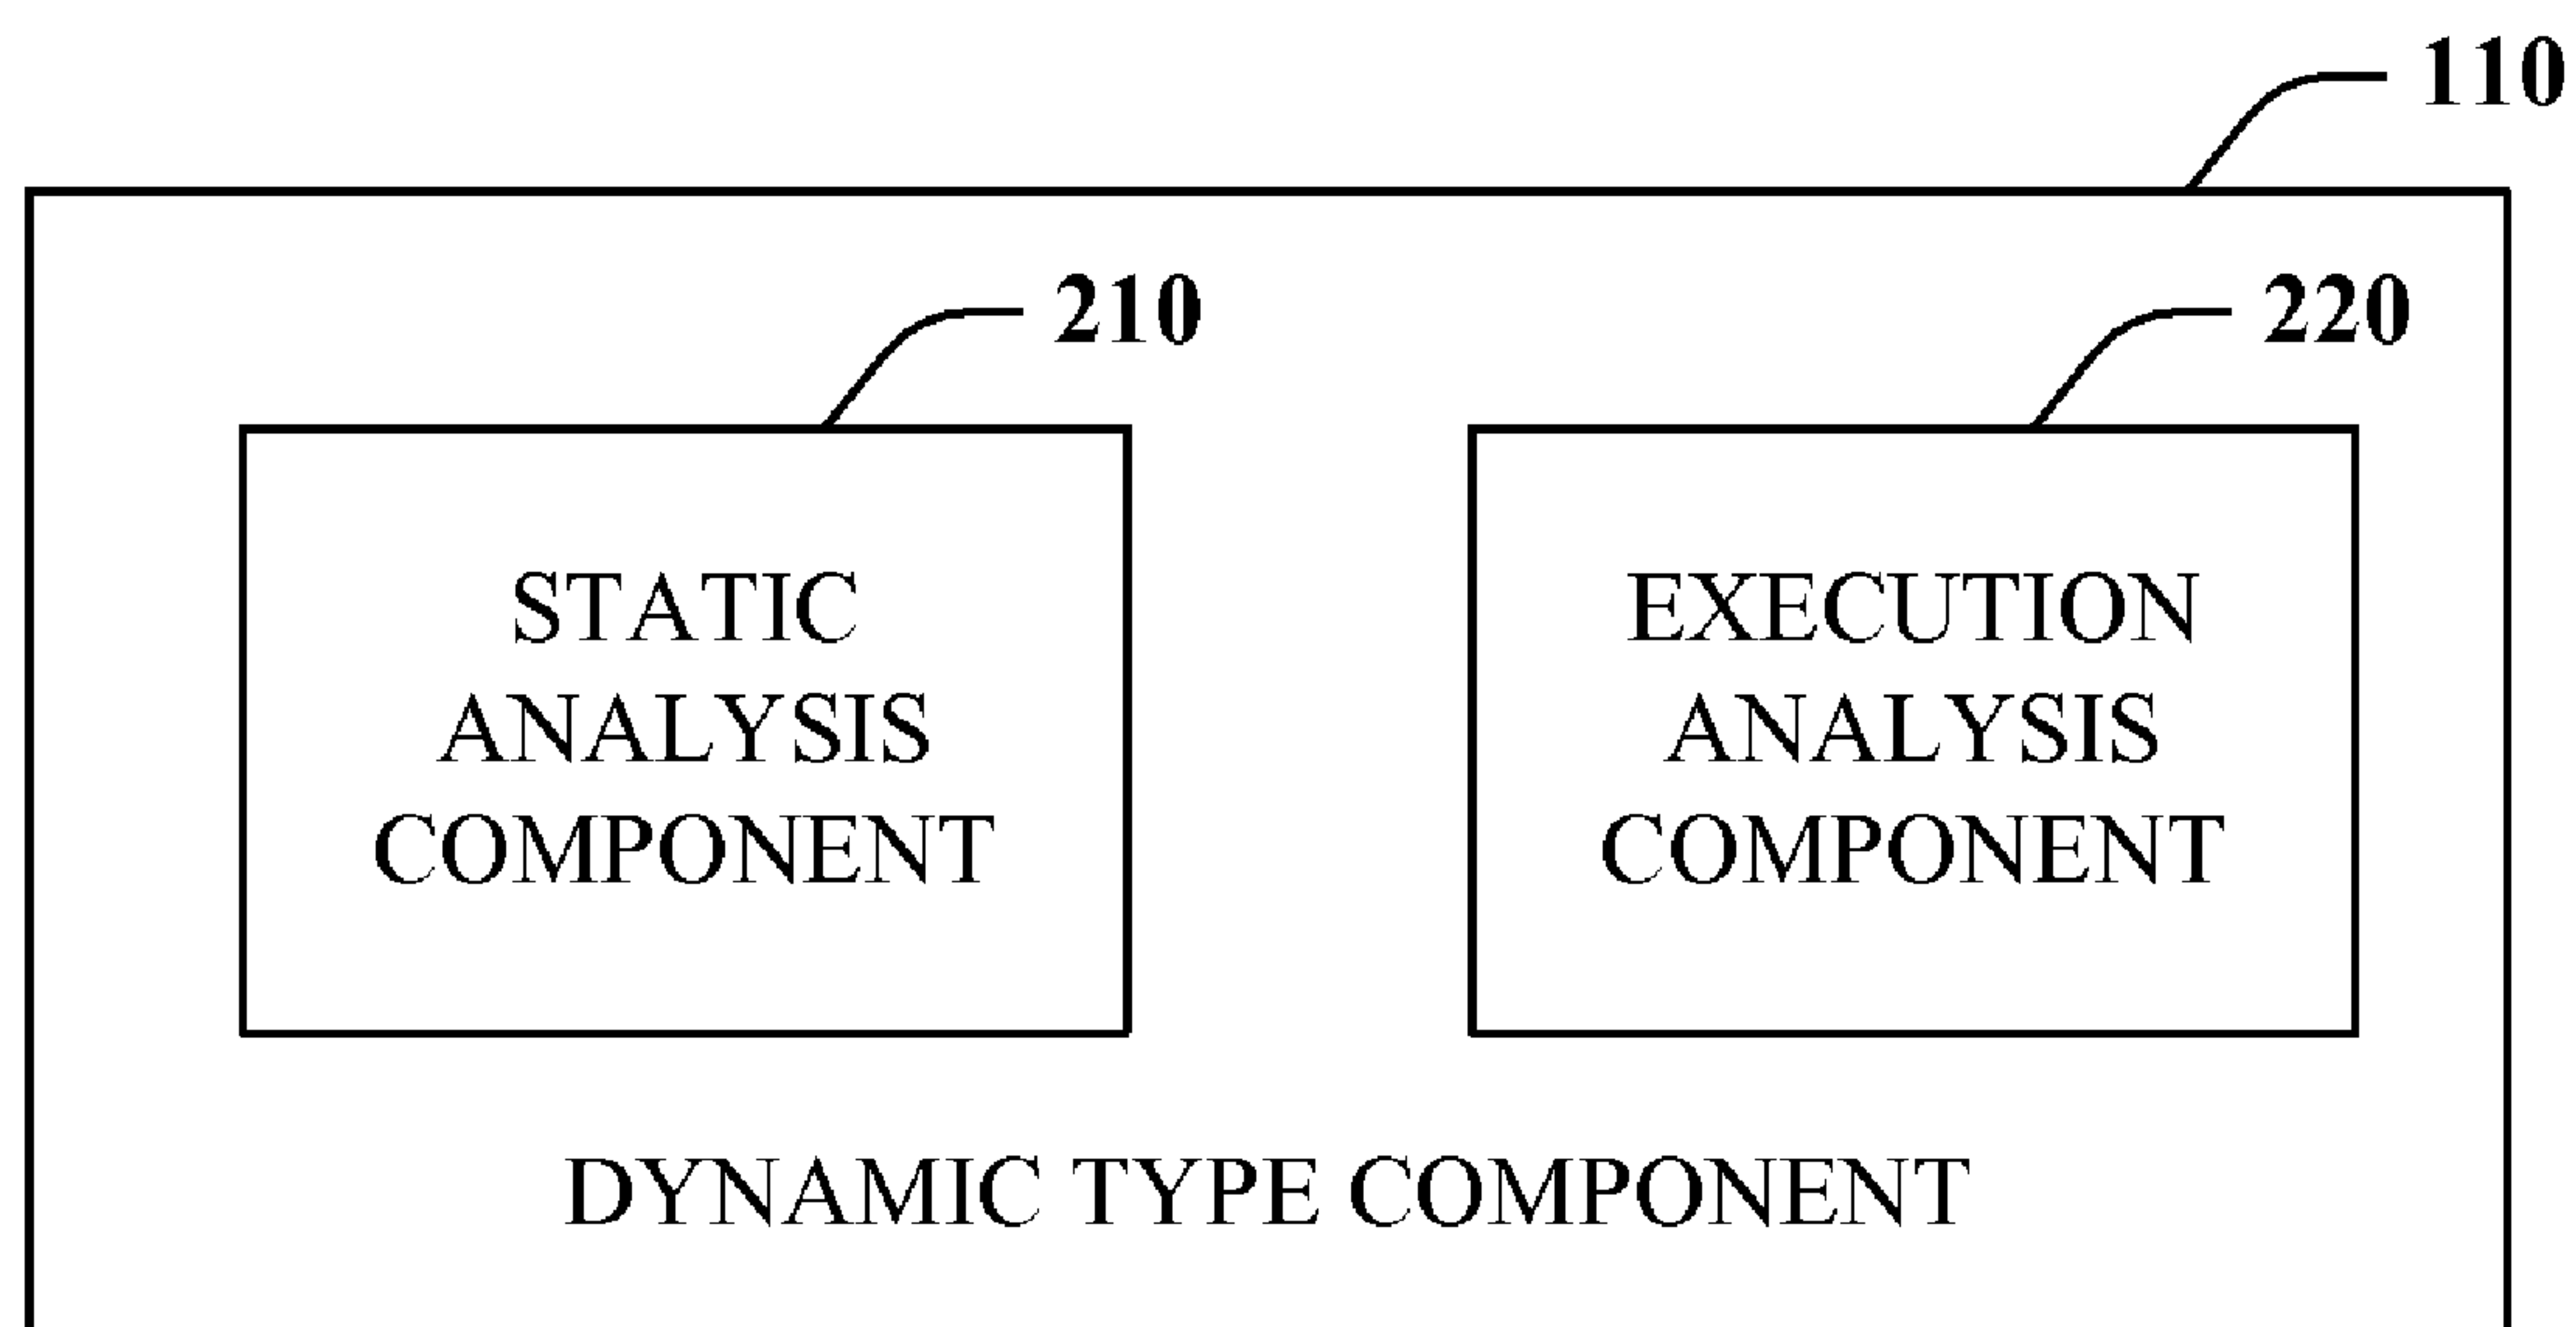 110
210
220
STATIC
ANALYSIS
COMPONENT
EXECUTION
ANALYSIS
COMPONENT
DYNAMIC TYPE COMPONENT